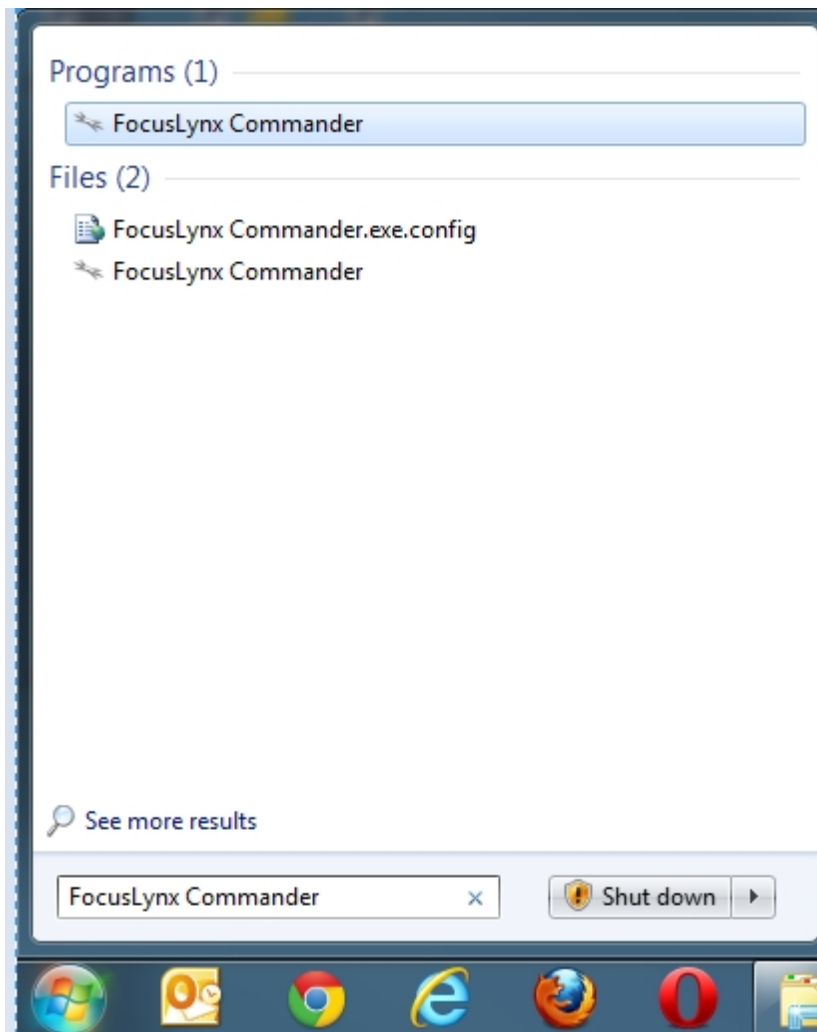 Programs (1)
FocusLynx Commander
Files (2)
FocusLynx Commander.exe.config
FocusLynx Commander
See more results
FocusLynx Commander
Shut down